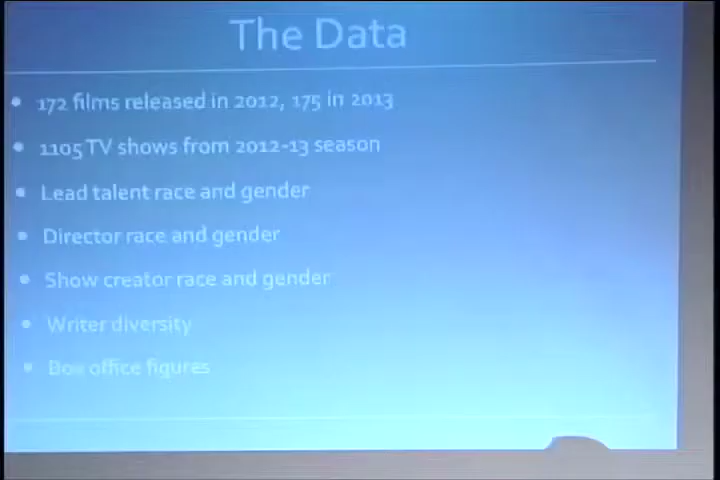 The Data
• 172 films released in 2012, 175 in 2013
• 1105 TV shows from 2012-13 season
• Lead talent race and gender
• Director race and gender
• Show creator race and gender
• Writer diversity
• Box office figures